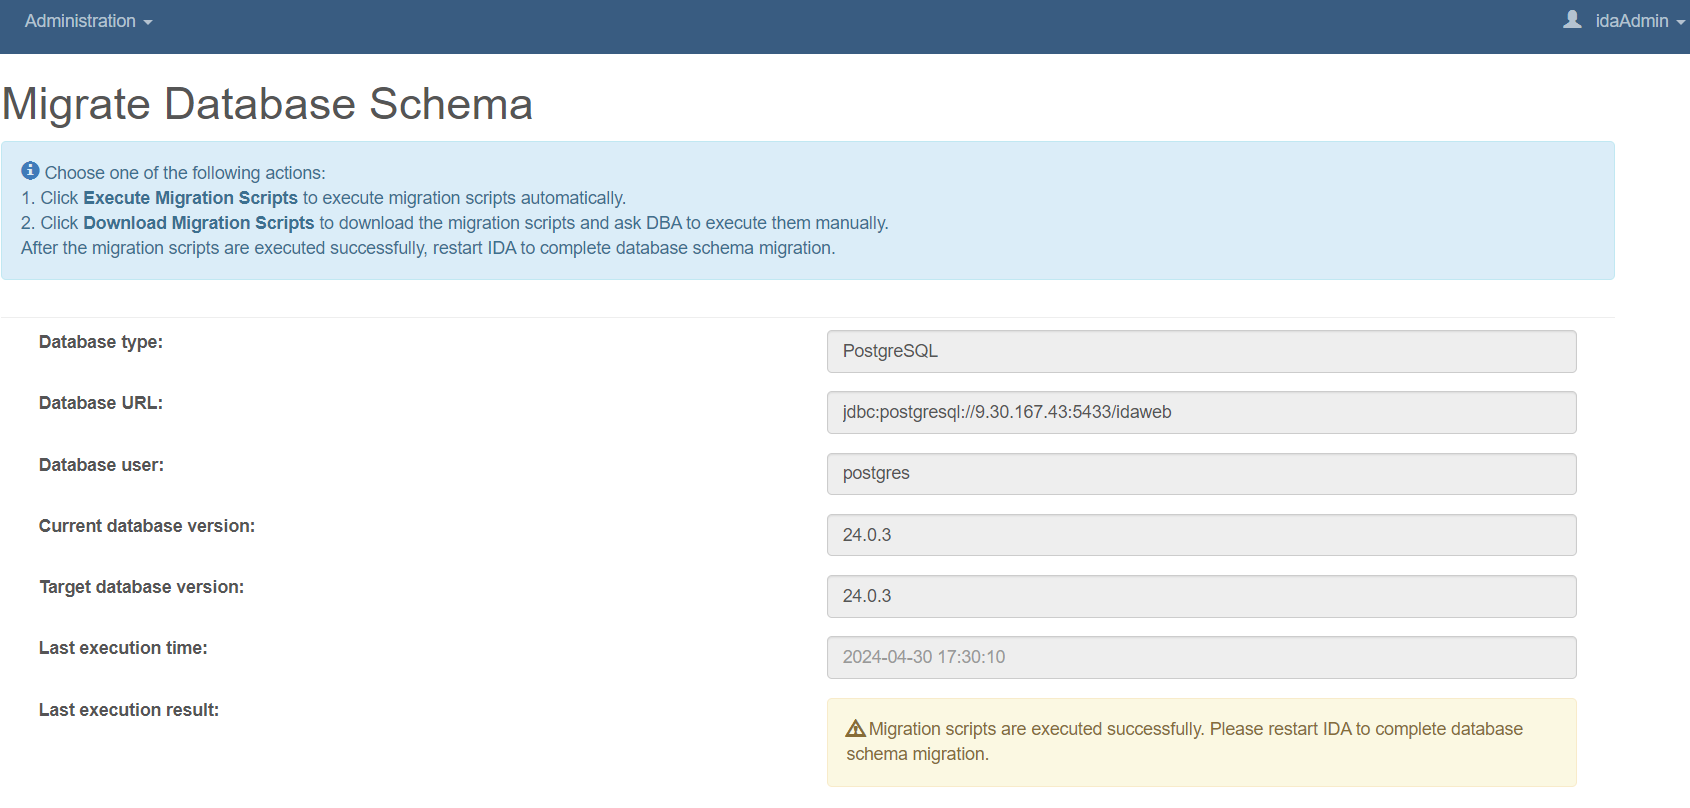 Administration
idaAdmin
Migrate Database Schema
Choose one of the following actions:
1. Click Execute Migration Scripts to execute migration scripts automatically.
2. Click Download Migration Scripts to download the migration scripts and ask DBA to execute them manually.
After the migration scripts are executed successfully, restart IDA to complete database schema migration.
Database type:
PostgreSQL
Database URL:
jdbc:postgresql://9.30.167.43:5433/idaweb
Database user:
postgres
Current database version:
24.0.3
Target database version:
24.0.3
Last execution time:
2024-04-30 17:30:10
Last execution result:
Migration scripts are executed successfully. Please restart IDA to complete database
schema migration.